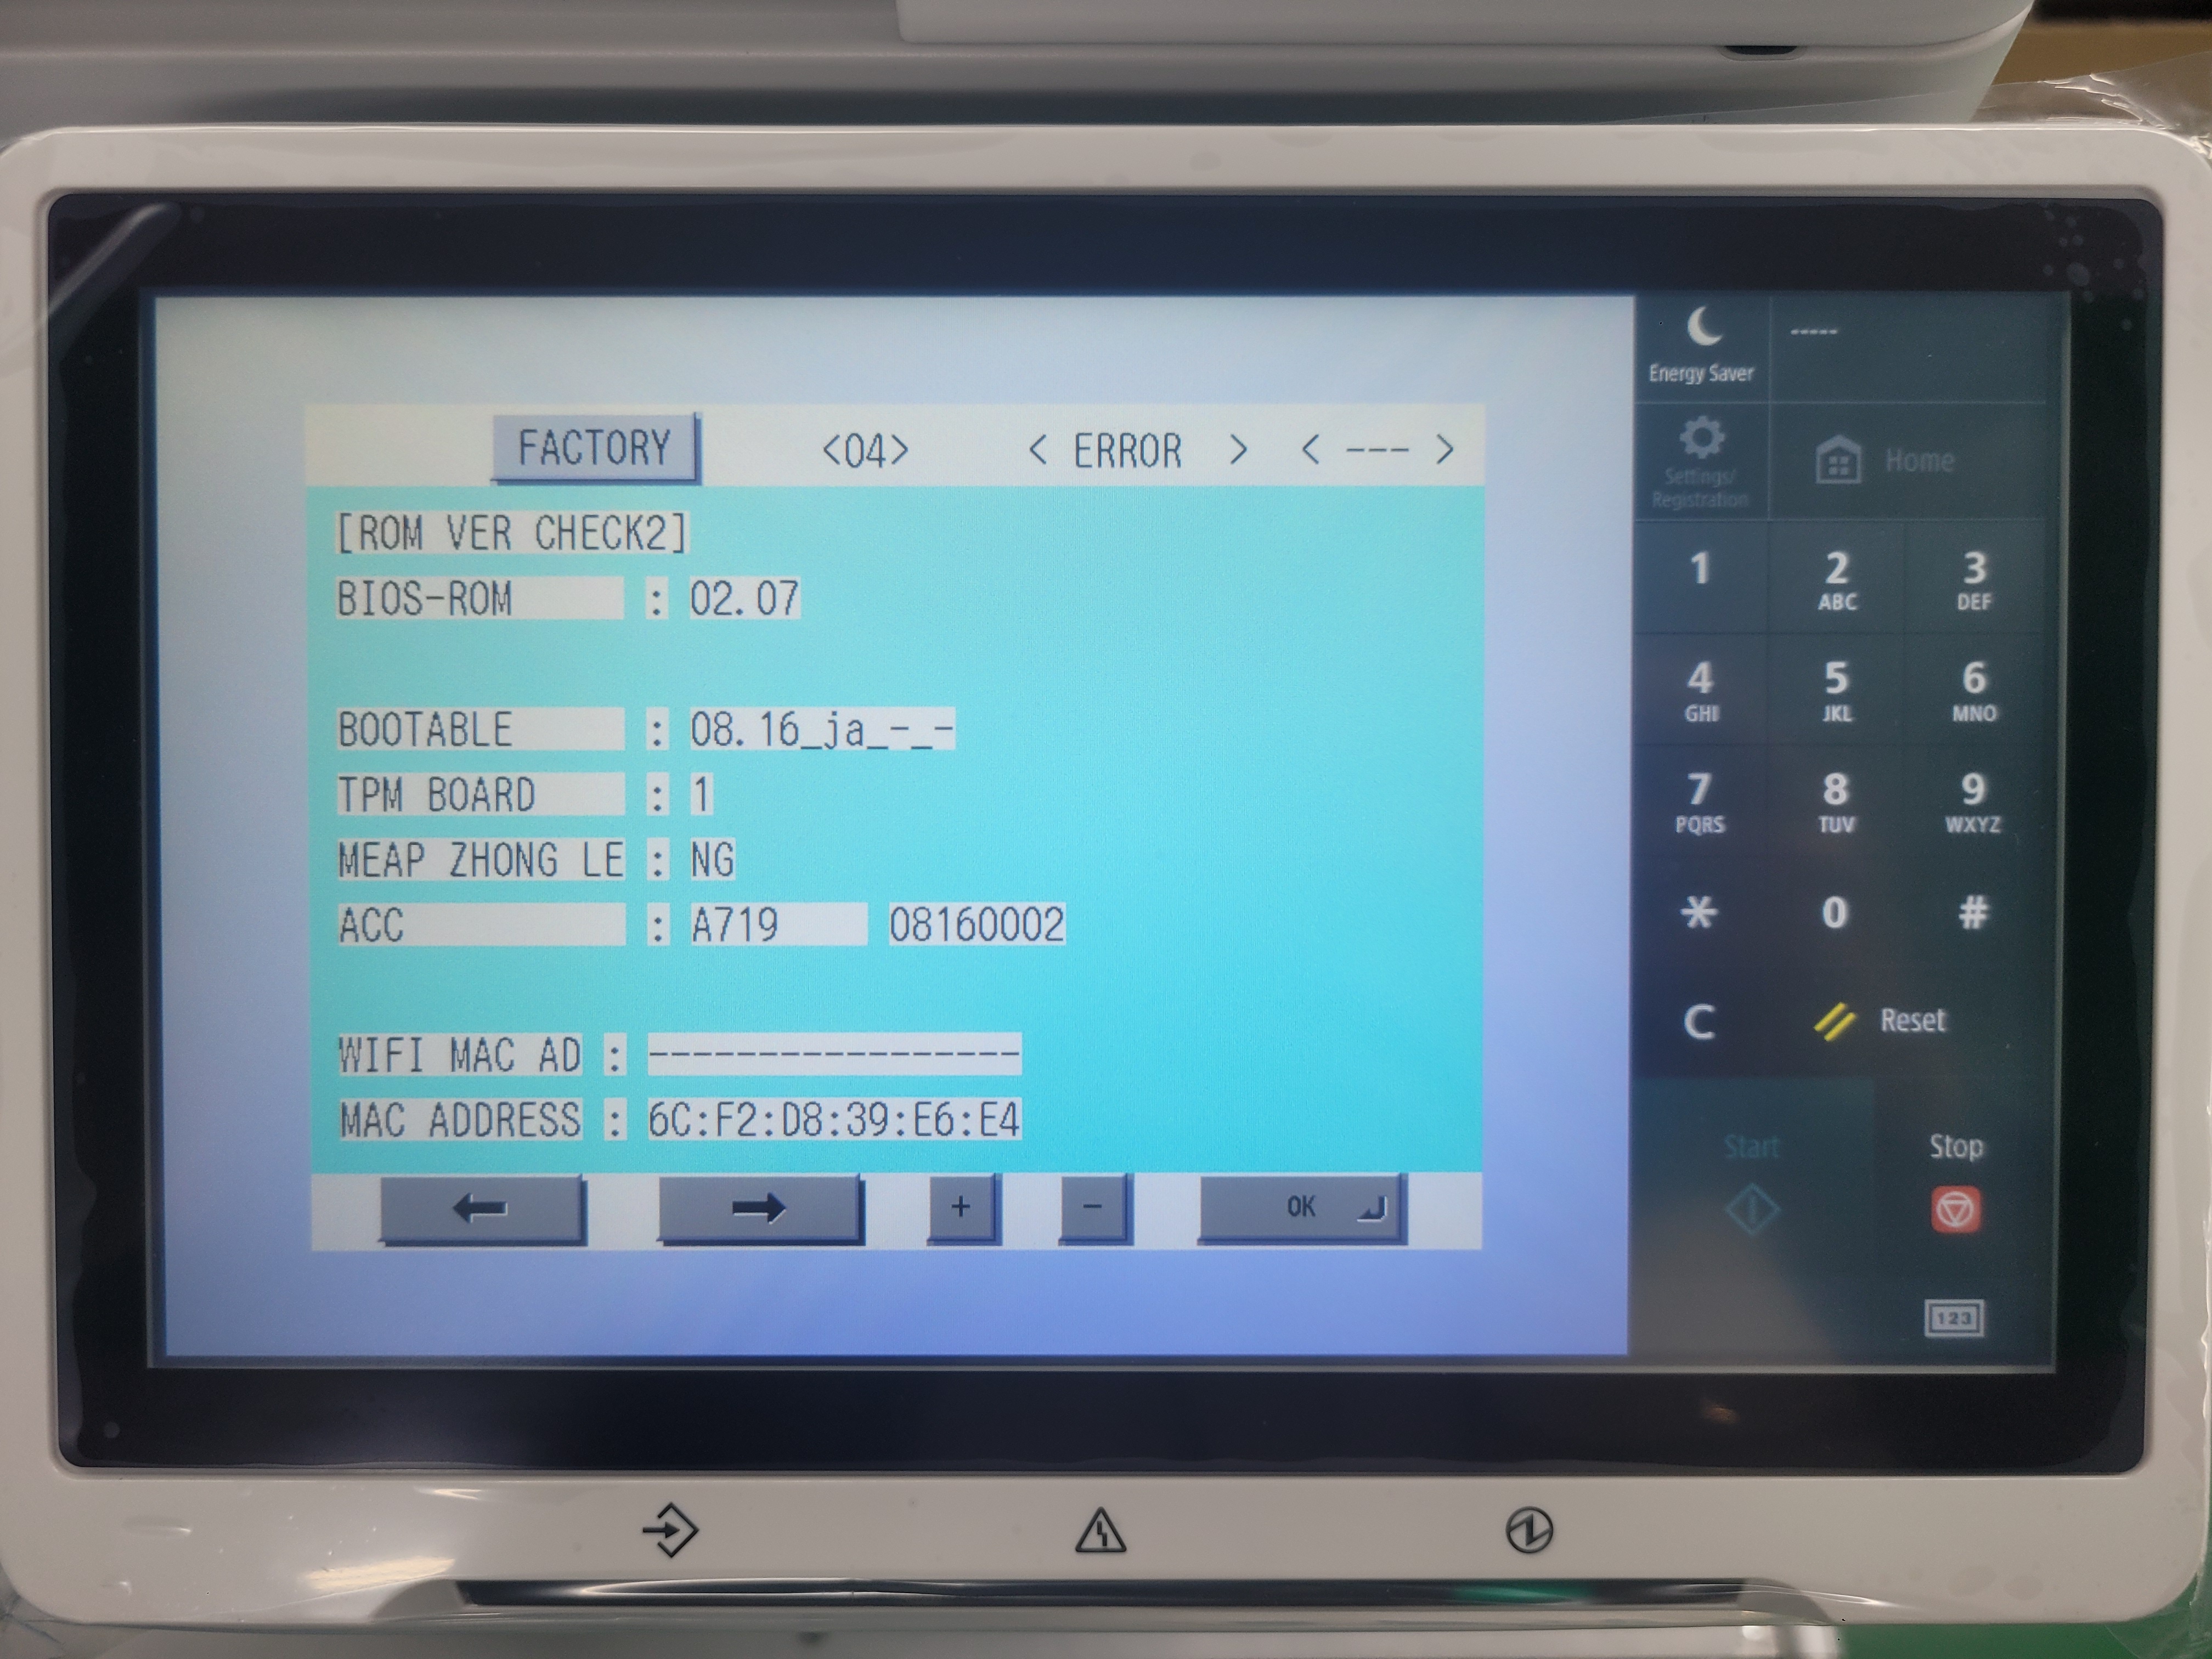 FACTORY <04> < ERROR > < --- >
[ROM VER CHECK2]
BIOS-ROM : 02.07
BOOTABLE : 08.16_ja_-_-
TPM BOARD : 1
MEAP ZHONG LE : NG
ACC : A719 08160002
WIFI MAC AD : -----------------
MAC ADDRESS : 6C:F2:D8:39:E6:E4
+ - OK
Energy Saver
-----
Settings/
Registration
Home
1 2 3
ABC DEF
4 5 6
GHI JKL MNO
7 8 9
PQRS TUV WXYZ
* 0 #
C Reset
Start Stop
123